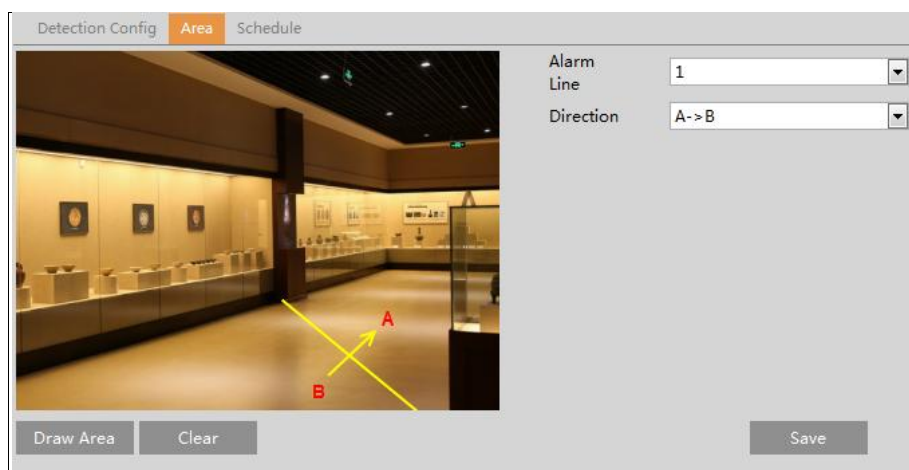 Detection Config Area Schedule
Alarm Line
1
Direction
A->B
A
B
Draw Area
Clear
Save